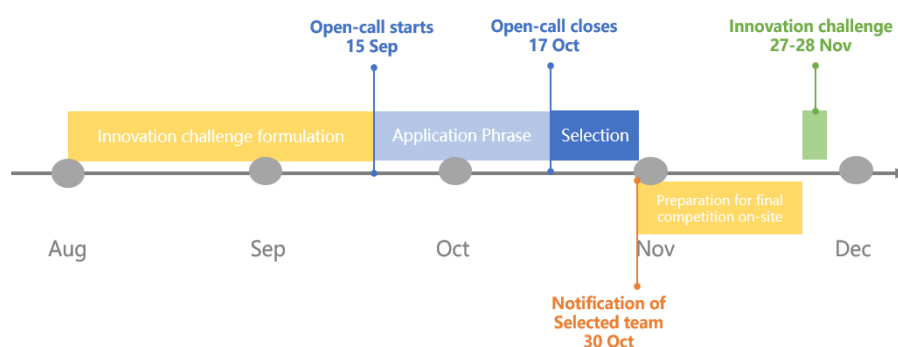 Open-call starts
15 Sep
Open-call closes
17 Oct
Innovation challenge
27-28 Nov
Innovation challenge formulation
Application Phrase
Selection
Preparation for final
competition on-site
Aug
Sep
Oct
Nov
Dec
Notification of
Selected team
30 Oct